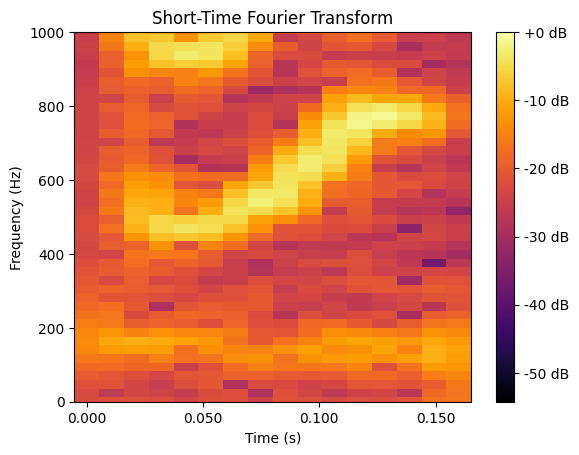 Short-Time Fourier Transform
1000
800
600
400
200
0
Frequency (Hz)
0.000
0.050
0.100
0.150
Time (s)
+0 dB
-10 dB
-20 dB
-30 dB
-40 dB
-50 dB